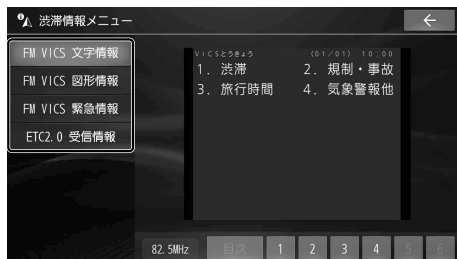 渋滞情報メニュー
FM VICS 文字情報
FM VICS 図形情報
FM VICS 緊急情報
ETC2.0 受信情報
VICSとうきょう (01/01) 10:00
1. 渋滞 2. 規制・事故
3. 旅行時間 4. 気象警報他
82.5MHz 目次 1 2 3 4 5 6